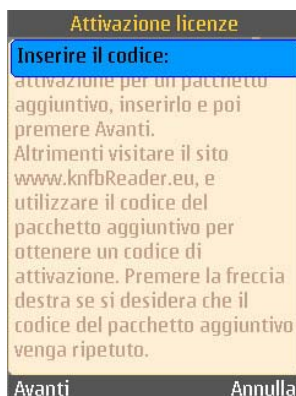 Attivazione licenze
Inserire il codice:
attivazione per un pacchetto
aggiuntivo, inserirlo e poi
premere Avanti.
Altrimenti visitare il sito
www.knfbReader.eu, e
utilizzare il codice del
pacchetto aggiuntivo per
ottenere un codice di
attivazione. Premere la freccia
destra se si desidera che il
codice del pacchetto aggiuntivo
venga ripetuto.
Avanti Annulla